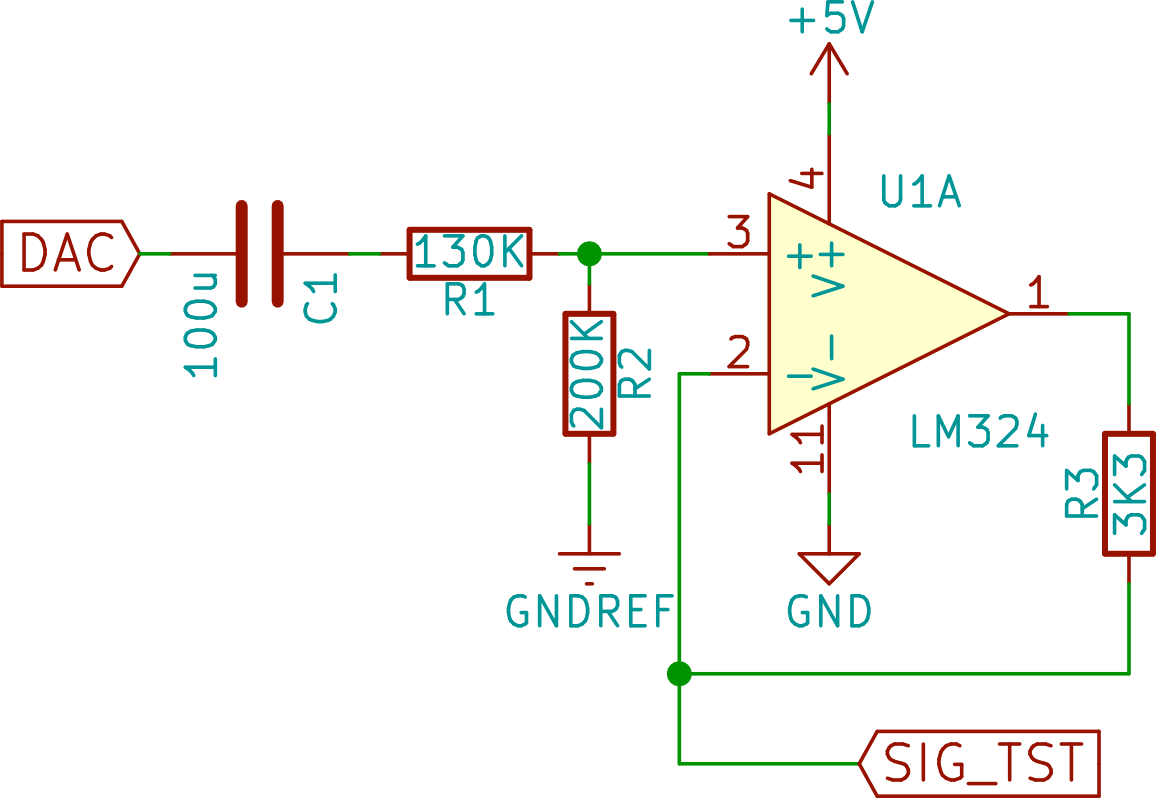 +5V
4
U1A
DAC
100u
C1
130K
R1
3
+
V+
1
200K
R2
2
-
V-
11
LM324
R3
3K3
GNDREF
GND
SIG_TST